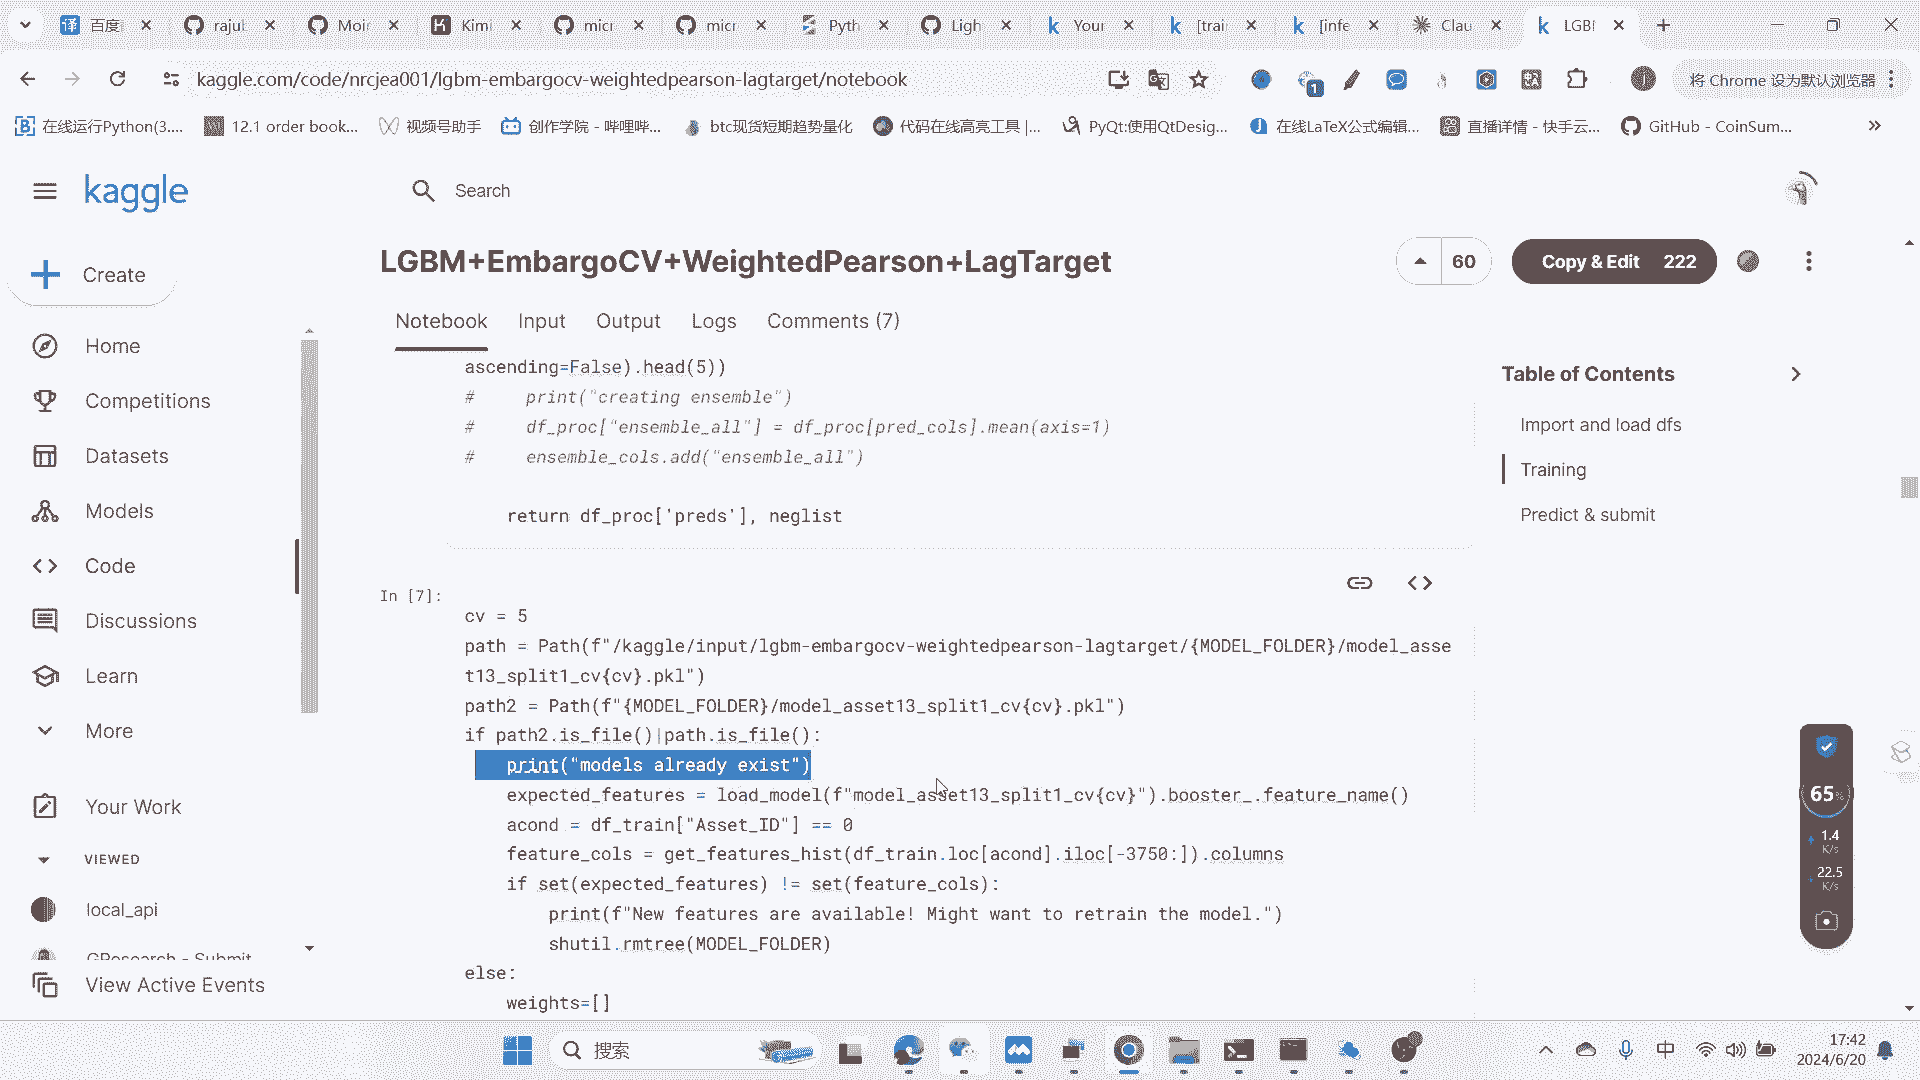 百度
rajul
Moir
Kimi
micr
micr
Pyth
Ligh
Your
[trai
[infe
Clau
LGB
kaggle.com/code/nrcjea001/lgbm-embargocv-weightedpearson-lagtarget/notebook
1
将 Chrome 设为默认浏览器
在线运行Python(3....
12.1 order book...
视频号助手
创作学院 - 哔哩哔...
btc现货短期趋势量化
代码在线高亮工具 |...
PyQt:使用QtDesig...
在线LaTeX公式编辑...
直播详情 - 快手云...
GitHub - CoinSum...
kaggle
Search
Create
Home
Competitions
Datasets
Models
Code
Discussions
Learn
More
Your Work
VIEWED
local_api
GResearch - Submit
View Active Events
LGBM+EmbargoCV+WeightedPearson+LagTarget
60
Copy & Edit 222
Notebook
Input
Output
Logs
Comments (7)
ascending=False).head(5))
# print("creating ensemble")
# df_proc["ensemble_all"] = df_proc[pred_cols].mean(axis=1)
# ensemble_cols.add("ensemble_all")
return df_proc['preds'], neglist
In [7]:
cv = 5
path = Path(f"/kaggle/input/lgbm-embargocv-weightedpearson-lagtarget/{MODEL_FOLDER}/model_asse
t13_split1_cv{cv}.pkl")
path2 = Path(f"{MODEL_FOLDER}/model_asset13_split1_cv{cv}.pkl")
if path2.is_file()|path.is_file():
print("models already exist")
expected_features = load_model(f"model_asset13_split1_cv{cv}").booster_.feature_name()
acond = df_train["Asset_ID"] == 0
feature_cols = get_features_hist(df_train.loc[acond].iloc[-3750:]).columns
if set(expected_features) != set(feature_cols):
print(f"New features are available! Might want to retrain the model.")
shutil.rmtree(MODEL_FOLDER)
else:
weights=[]
Table of Contents
Import and load dfs
Training
Predict & submit
65%
1.4
K/s
22.5
K/s
搜索
中
17:42
2024/6/20